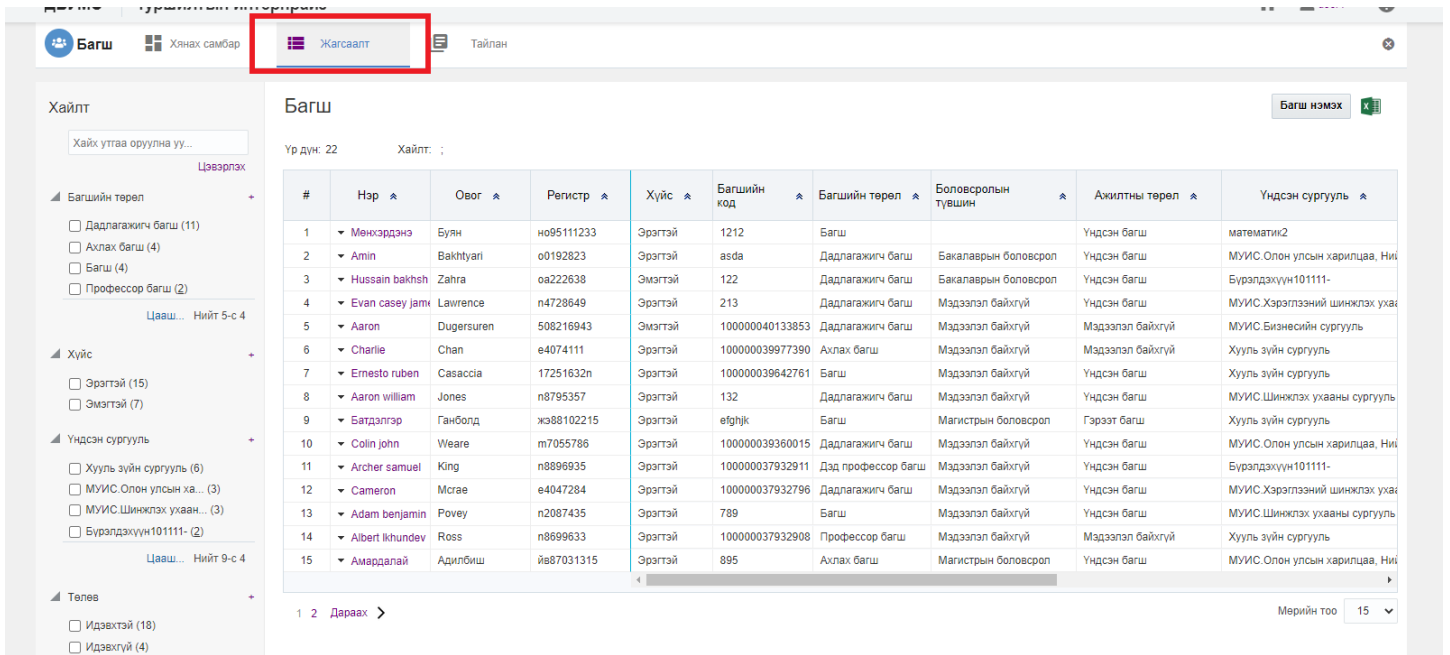 Багш
Хянах самбар
Жагсаалт
Тайлан
Хайлт
Хайх утгаа оруулна уу...
Цэвэрлэх
Багшийн төрөл +
Дадлагажигч багш (11)
Ахлах багш (4)
Багш (4)
Профессор багш (2)
Цааш... Нийт 5-с 4
Хүйс +
Эрэгтэй (15)
Эмэгтэй (7)
Үндсэн сургууль +
Хууль зүйн сургууль (6)
МУИС.Олон улсын ха... (3)
МУИС.Шинжлэх ухаан... (3)
Бүрэлдэхүүн101111- (2)
Цааш... Нийт 9-с 4
Төлөв +
Идэвхтэй (18)
Идэвхгүй (4)
Багш
Багш нэмэх
Үр дүн: 22 Хайлт: ;
# Нэр Овог Регистр Хүйс Багшийн код Багшийн төрөл Боловсролын түвшин Ажилтны төрөл Үндсэн сургууль
1 Мөнхэрдэнэ Буян но95111233 Эрэгтэй 1212 Багш Үндсэн багш математик2
2 Amin Bakhtyari o0192823 Эрэгтэй asda Дадлагажигч багш Бакалаврын боловсрол Үндсэн багш МУИС.Олон улсын харилцаа, Ний
3 Hussain bakhsh Zahra oa222638 Эмэгтэй 122 Дадлагажигч багш Бакалаврын боловсрол Үндсэн багш Бүрэлдэхүүн101111-
4 Evan casey jame Lawrence n4728649 Эрэгтэй 213 Дадлагажигч багш Мэдээлэл байхгүй Үндсэн багш МУИС.Хэрэглээний шинжлэх ухаа
5 Aaron Dugersuren 508216943 Эмэгтэй 100000040133853 Дадлагажигч багш Мэдээлэл байхгүй Мэдээлэл байхгүй МУИС.Бизнесийн сургууль
6 Charlie Chan e4074111 Эрэгтэй 100000039977390 Ахлах багш Мэдээлэл байхгүй Мэдээлэл байхгүй Хууль зүйн сургууль
7 Ernesto ruben Casaccia 17251632n Эрэгтэй 100000039642761 Багш Мэдээлэл байхгүй Үндсэн багш Хууль зүйн сургууль
8 Aaron william Jones n8795357 Эрэгтэй 132 Дадлагажигч багш Мэдээлэл байхгүй Үндсэн багш МУИС.Шинжлэх ухааны сургууль
9 Батдэлгэр Ганболд жэ88102215 Эрэгтэй efghjk Багш Магистрын боловсрол Гэрээт багш Хууль зүйн сургууль
10 Colin john Weare m7055786 Эрэгтэй 100000039360015 Дадлагажигч багш Мэдээлэл байхгүй Үндсэн багш МУИС.Олон улсын харилцаа, Ний
11 Archer samuel King n8896935 Эрэгтэй 100000037932911 Дэд профессор багш Мэдээлэл байхгүй Үндсэн багш Бүрэлдэхүүн101111-
12 Cameron Mcrae e4047284 Эрэгтэй 100000037932796 Дадлагажигч багш Мэдээлэл байхгүй Үндсэн багш МУИС.Хэрэглээний шинжлэх ухаа
13 Adam benjamin Povey n2087435 Эрэгтэй 789 Багш Мэдээлэл байхгүй Үндсэн багш МУИС.Шинжлэх ухааны сургууль
14 Albert lkhundev Ross n8699633 Эрэгтэй 100000037932908 Профессор багш Мэдээлэл байхгүй Мэдээлэл байхгүй Хууль зүйн сургууль
15 Амардалай Адилбиш йв87031315 Эрэгтэй 895 Ахлах багш Магистрын боловсрол Үндсэн багш МУИС.Олон улсын харилцаа, Ний
1 2 Дараах
Мөрийн тоо 15